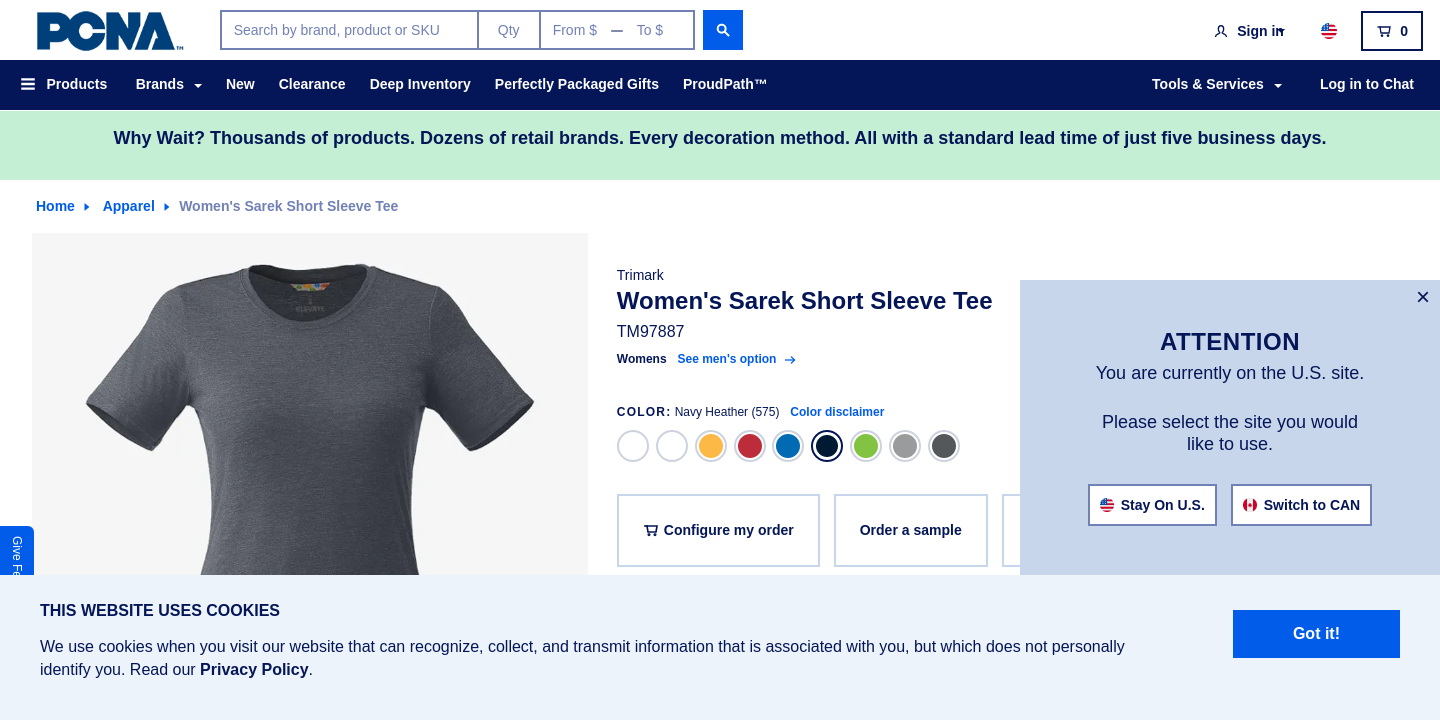 PCNA™
Search by brand, product or SKU
Qty
From $ — To $
Sign in
0
Products
Brands
New
Clearance
Deep Inventory
Perfectly Packaged Gifts
ProudPath™
Tools & Services
Log in to Chat
Why Wait? Thousands of products. Dozens of retail brands. Every decoration method. All with a standard lead time of just five business days.
Home
Apparel
Women's Sarek Short Sleeve Tee
Trimark
Women's Sarek Short Sleeve Tee
TM97887
Womens See men's option
COLOR: Navy Heather (575) Color disclaimer
Configure my order
Order a sample
×
ATTENTION
You are currently on the U.S. site.
Please select the site you would
like to use.
Stay On U.S.
Switch to CAN
Give Fe
THIS WEBSITE USES COOKIES
We use cookies when you visit our website that can recognize, collect, and transmit information that is associated with you, but which does not personally
identify you. Read our Privacy Policy.
Got it!